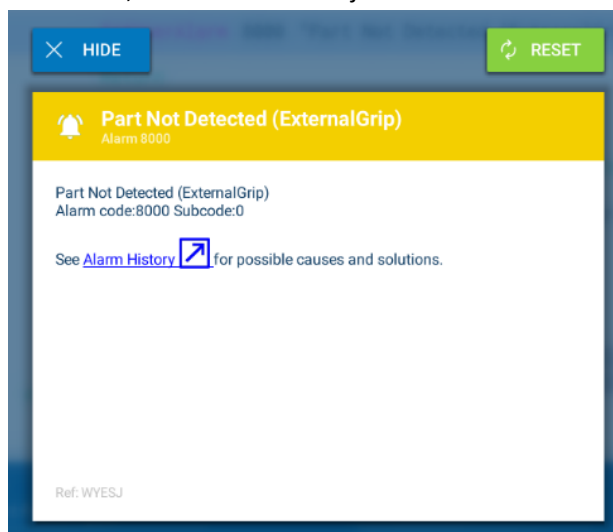 HIDE
RESET
Part Not Detected (ExternalGrip)
Alarm 8000
Part Not Detected (ExternalGrip)
Alarm code:8000 Subcode:0
See Alarm History for possible causes and solutions.
Ref: WYESJ